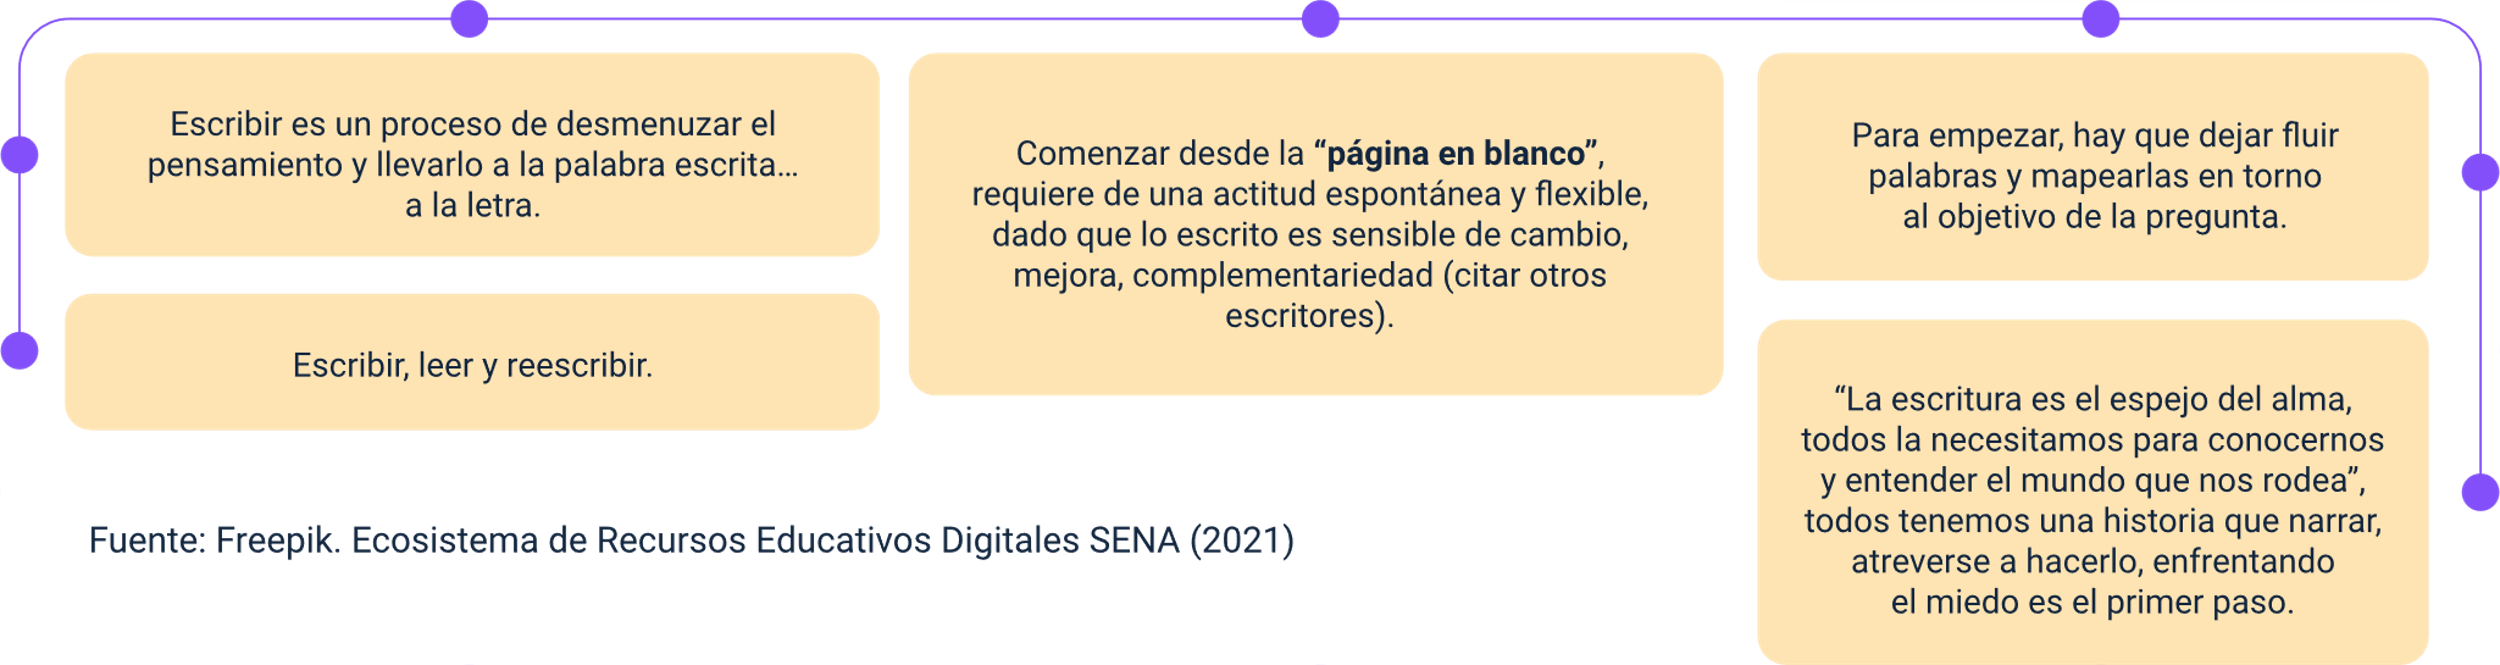 Escribir es un proceso de desmenuzar el
pensamiento y llevarlo a la palabra escrita...
a la letra.
Escribir, leer y reescribir.
Comenzar desde la “página en blanco”,
requiere de una actitud espontánea y flexible,
dado que lo escrito es sensible de cambio,
mejora, complementariedad (citar otros
escritores).
Para empezar, hay que dejar fluir
palabras y mapearlas en torno
al objetivo de la pregunta.
“La escritura es el espejo del alma,
todos la necesitamos para conocernos
y entender el mundo que nos rodea”,
todos tenemos una historia que narrar,
atreverse a hacerlo, enfrentando
el miedo es el primer paso.
Fuente: Freepik. Ecosistema de Recursos Educativos Digitales SENA (2021)